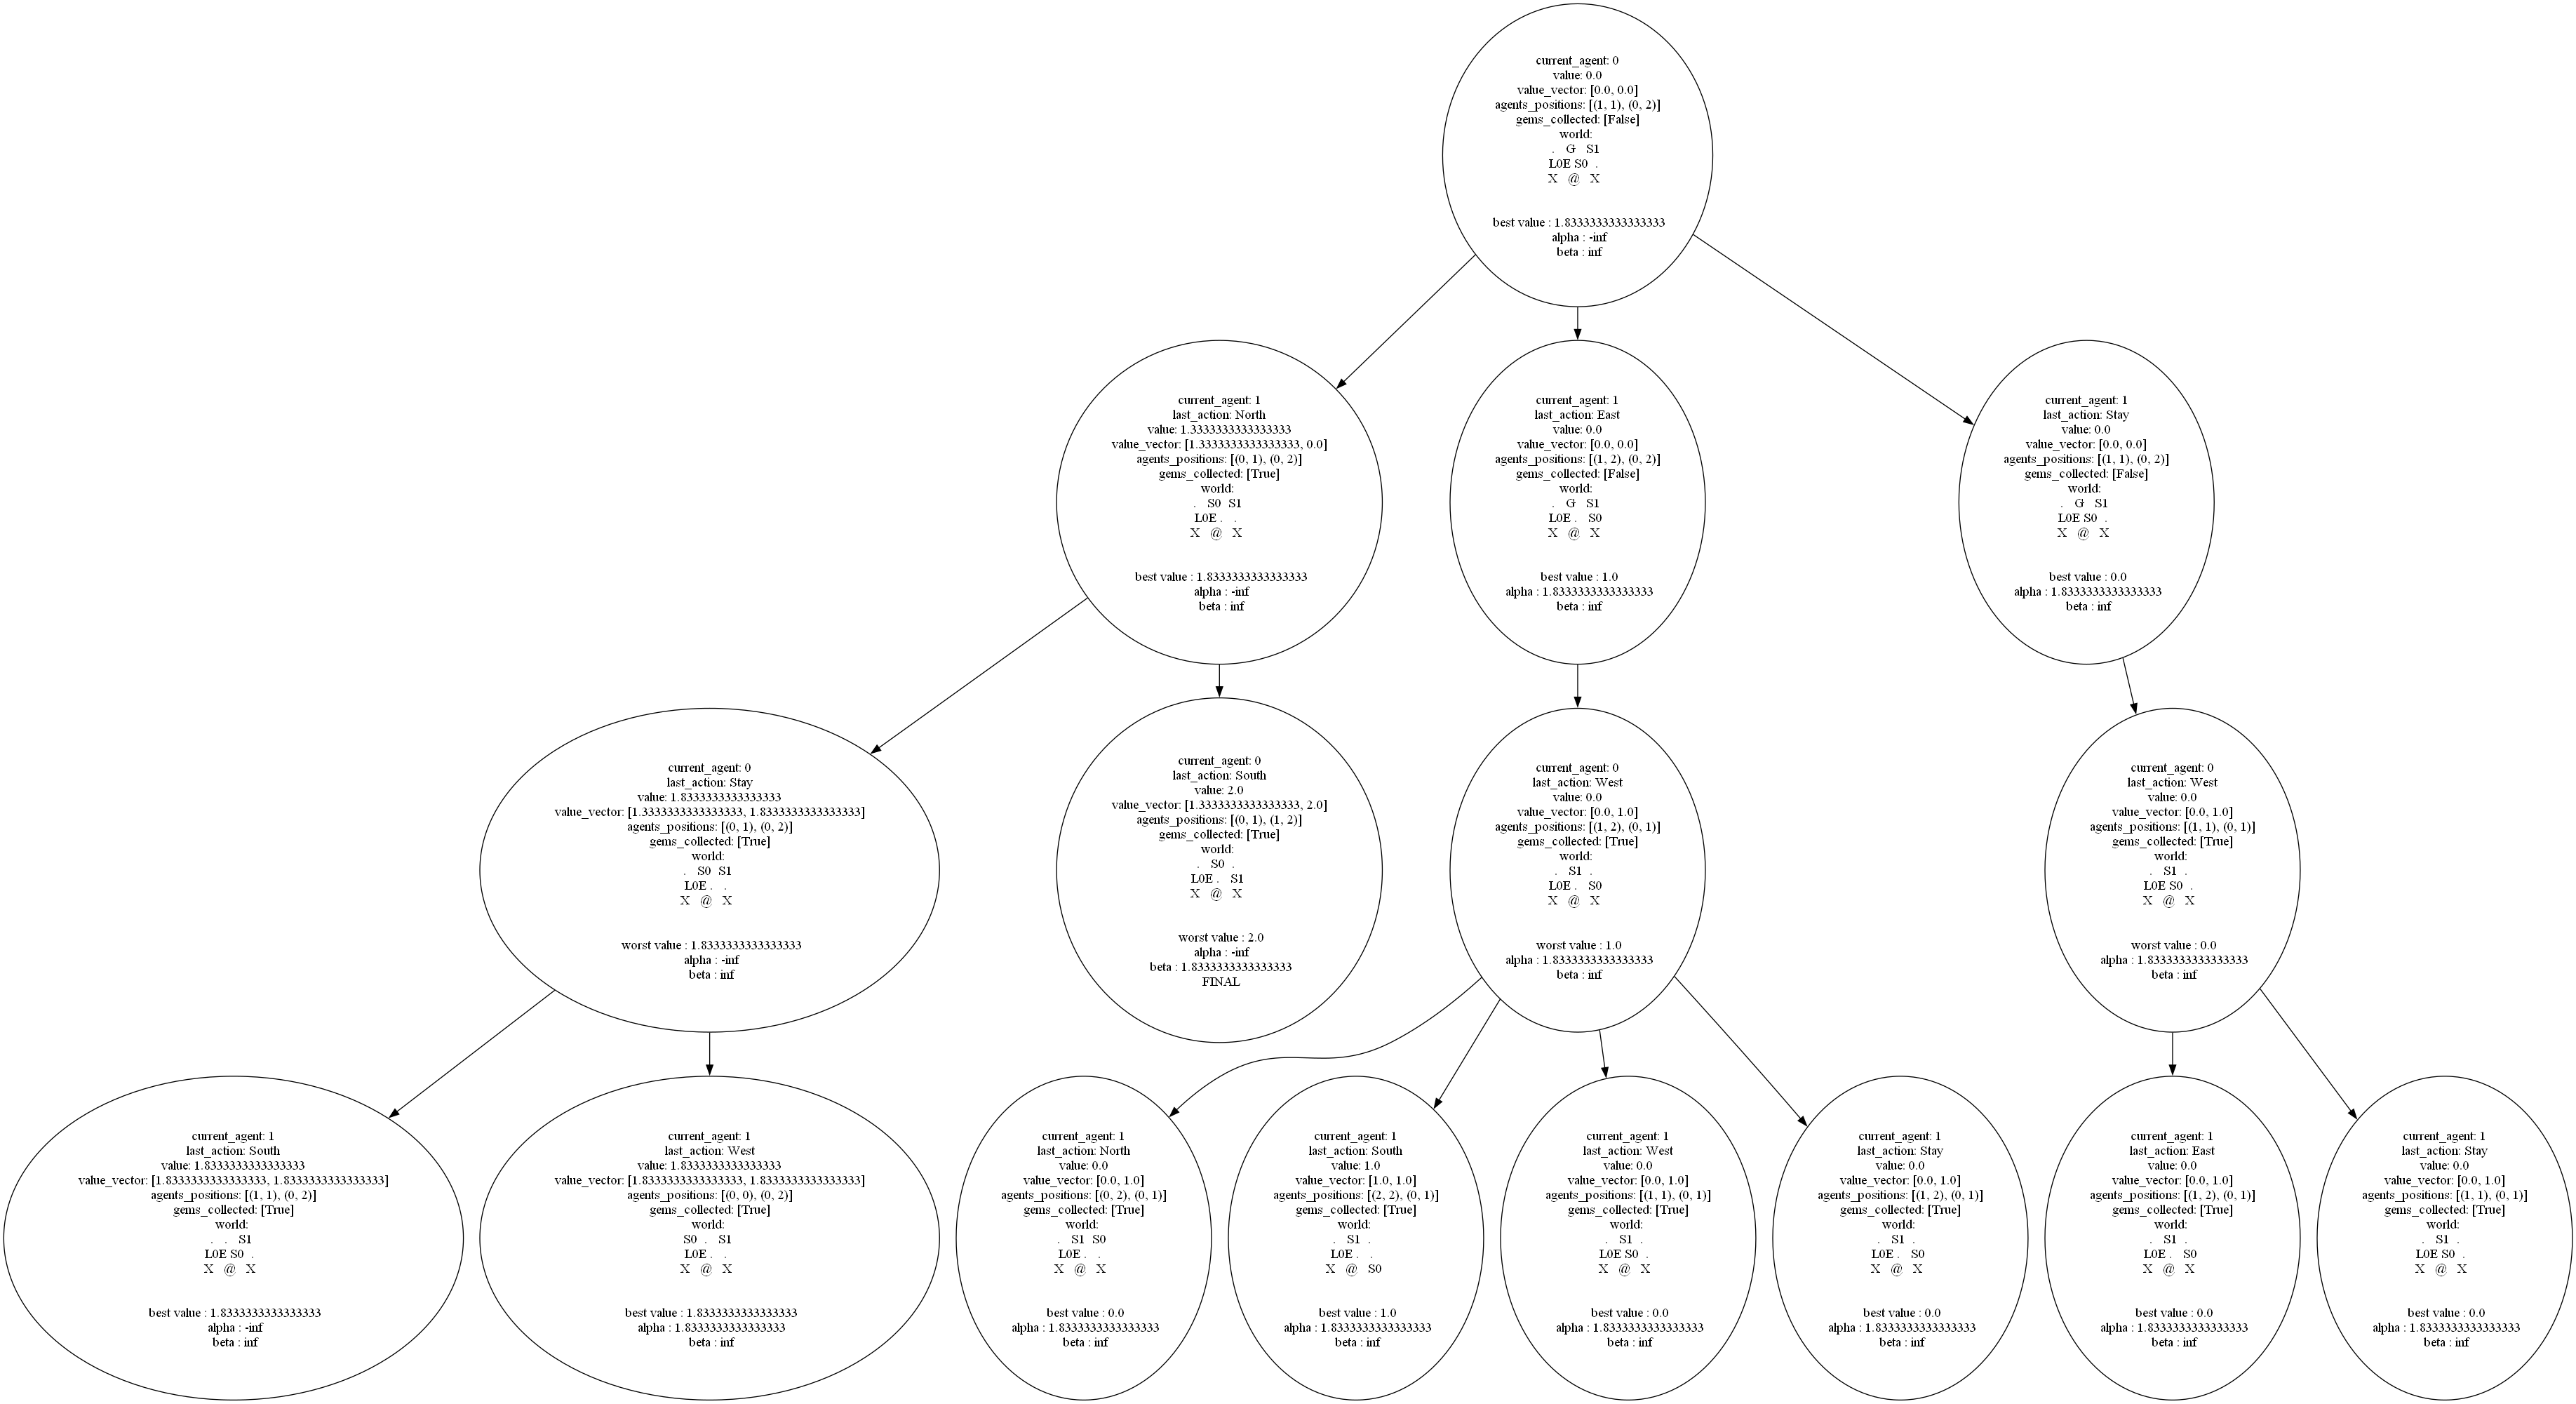 current_agent: 0
value: 0.0
value_vector: [0.0, 0.0]
agents_positions: [(1, 1), (0, 2)]
gems_collected: [False]
world:
. G S1
L0E S0 .
X @ X
best value : 1.8333333333333333
alpha : -inf
beta : inf
current_agent: 1
last_action: North
value: 1.3333333333333333
value_vector: [1.3333333333333333, 0.0]
agents_positions: [(0, 1), (0, 2)]
gems_collected: [True]
world:
. S0 S1
L0E . .
X @ X
best value : 1.8333333333333333
alpha : -inf
beta : inf
current_agent: 1
last_action: East
value: 0.0
value_vector: [0.0, 0.0]
agents_positions: [(1, 2), (0, 2)]
gems_collected: [False]
world:
. G S1
L0E . S0
X @ X
best value : 1.0
alpha : 1.8333333333333333
beta : inf
current_agent: 1
last_action: Stay
value: 0.0
value_vector: [0.0, 0.0]
agents_positions: [(1, 1), (0, 2)]
gems_collected: [False]
world:
. G S1
L0E S0 .
X @ X
best value : 0.0
alpha : 1.8333333333333333
beta : inf
current_agent: 0
last_action: Stay
value: 1.8333333333333333
value_vector: [1.3333333333333333, 1.8333333333333333]
agents_positions: [(0, 1), (0, 2)]
gems_collected: [True]
world:
. S0 S1
L0E . .
X @ X
worst value : 1.8333333333333333
alpha : -inf
beta : inf
current_agent: 0
last_action: South
value: 2.0
value_vector: [1.3333333333333333, 2.0]
agents_positions: [(0, 1), (1, 2)]
gems_collected: [True]
world:
. S0 .
L0E . S1
X @ X
worst value : 2.0
alpha : -inf
beta : 1.8333333333333333
FINAL
current_agent: 0
last_action: West
value: 0.0
value_vector: [0.0, 1.0]
agents_positions: [(1, 2), (0, 1)]
gems_collected: [True]
world:
. S1 .
L0E . S0
X @ X
worst value : 1.0
alpha : 1.8333333333333333
beta : inf
current_agent: 0
last_action: West
value: 0.0
value_vector: [0.0, 1.0]
agents_positions: [(1, 1), (0, 1)]
gems_collected: [True]
world:
. S1 .
L0E S0 .
X @ X
worst value : 0.0
alpha : 1.8333333333333333
beta : inf
current_agent: 1
last_action: South
value: 1.8333333333333333
value_vector: [1.8333333333333333, 1.8333333333333333]
agents_positions: [(1, 1), (0, 2)]
gems_collected: [True]
world:
. . S1
L0E S0 .
X @ X
best value : 1.8333333333333333
alpha : -inf
beta : inf
current_agent: 1
last_action: West
value: 1.8333333333333333
value_vector: [1.8333333333333333, 1.8333333333333333]
agents_positions: [(0, 0), (0, 2)]
gems_collected: [True]
world:
S0 . S1
L0E . .
X @ X
best value : 1.8333333333333333
alpha : 1.8333333333333333
beta : inf
current_agent: 1
last_action: North
value: 0.0
value_vector: [0.0, 1.0]
agents_positions: [(0, 2), (0, 1)]
gems_collected: [True]
world:
. S1 S0
L0E . .
X @ X
best value : 0.0
alpha : 1.8333333333333333
beta : inf
current_agent: 1
last_action: South
value: 1.0
value_vector: [1.0, 1.0]
agents_positions: [(2, 2), (0, 1)]
gems_collected: [True]
world:
. S1 .
L0E . .
X @ S0
best value : 1.0
alpha : 1.8333333333333333
beta : inf
current_agent: 1
last_action: West
value: 0.0
value_vector: [0.0, 1.0]
agents_positions: [(1, 1), (0, 1)]
gems_collected: [True]
world:
. S1 .
L0E S0 .
X @ X
best value : 0.0
alpha : 1.8333333333333333
beta : inf
current_agent: 1
last_action: Stay
value: 0.0
value_vector: [0.0, 1.0]
agents_positions: [(1, 2), (0, 1)]
gems_collected: [True]
world:
. S1 .
L0E . S0
X @ X
best value : 0.0
alpha : 1.8333333333333333
beta : inf
current_agent: 1
last_action: East
value: 0.0
value_vector: [0.0, 1.0]
agents_positions: [(1, 2), (0, 1)]
gems_collected: [True]
world:
. S1 .
L0E . S0
X @ X
best value : 0.0
alpha : 1.8333333333333333
beta : inf
current_agent: 1
last_action: Stay
value: 0.0
value_vector: [0.0, 1.0]
agents_positions: [(1, 1), (0, 1)]
gems_collected: [True]
world:
. S1 .
L0E S0 .
X @ X
best value : 0.0
alpha : 1.8333333333333333
beta : inf